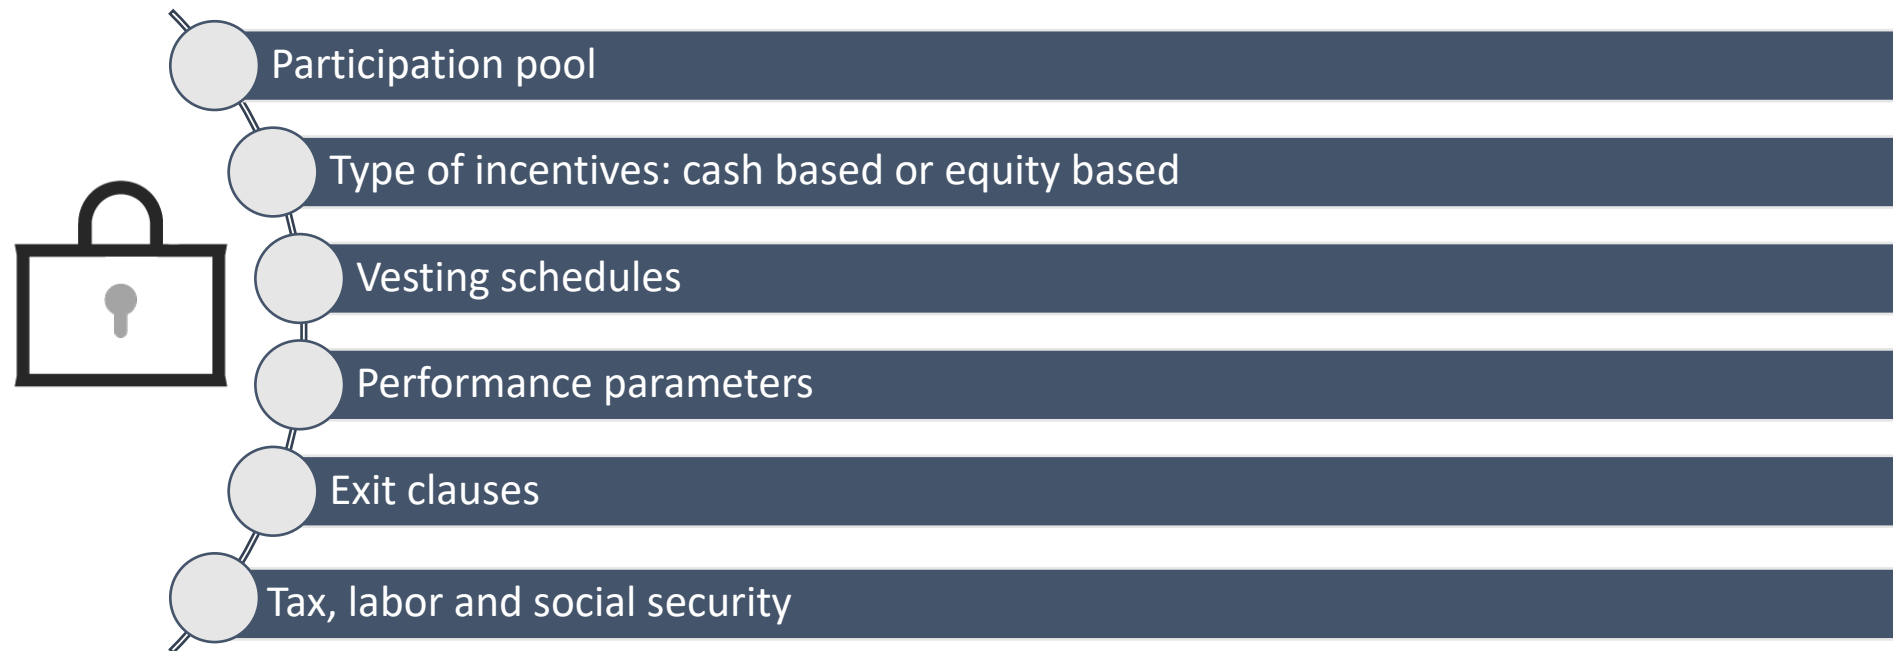 Participation pool
Type of incentives: cash based or equity based
Vesting schedules
Performance parameters
Exit clauses
Tax, labor and social security